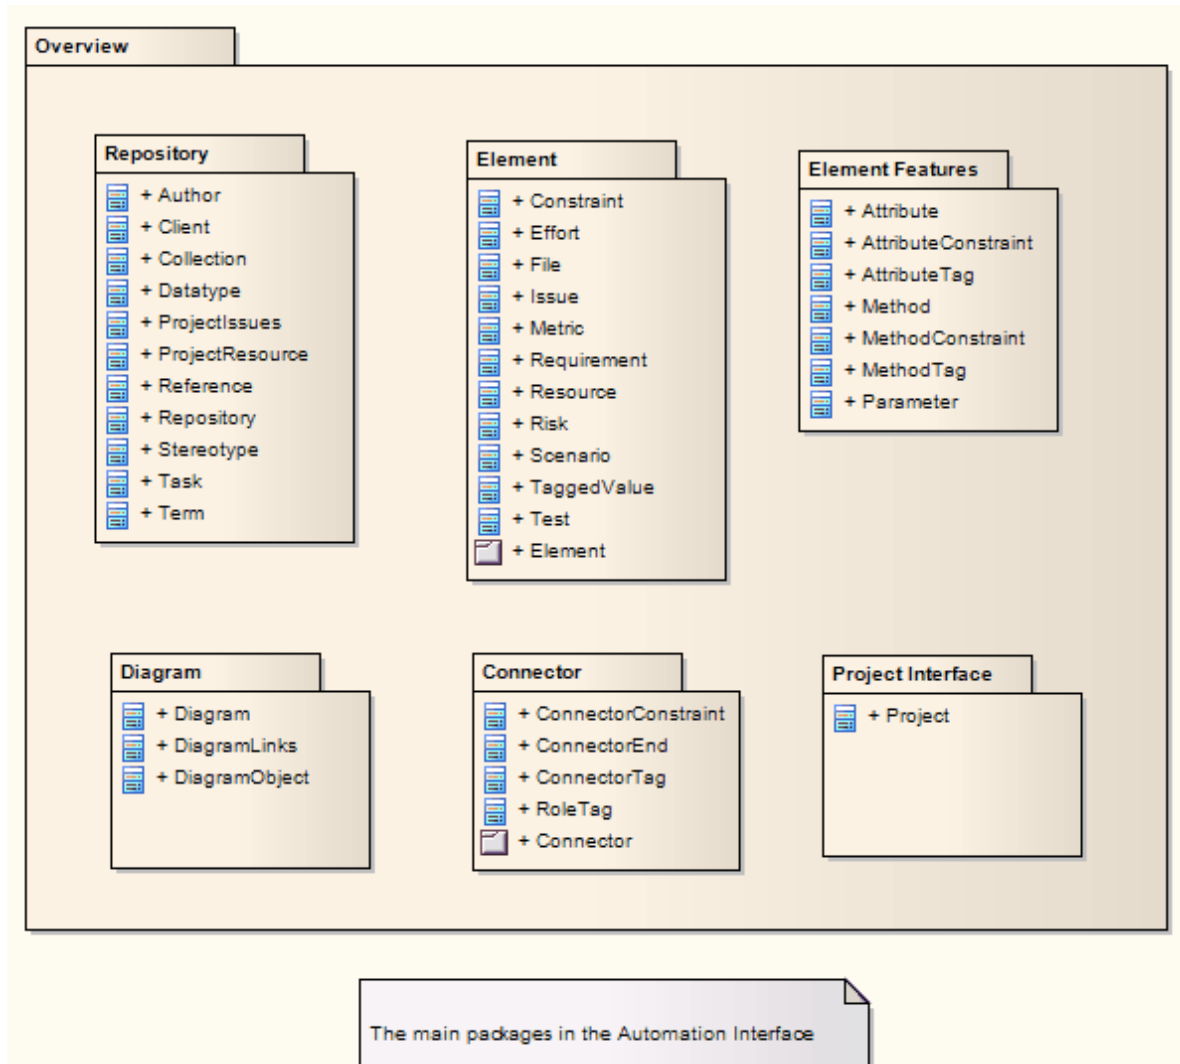 Overview
Repository
+ Author
+ Client
+ Collection
+ Datatype
+ ProjectIssues
+ ProjectResource
+ Reference
+ Repository
+ Stereotype
+ Task
+ Term
Element
+ Constraint
+ Effort
+ File
+ Issue
+ Metric
+ Requirement
+ Resource
+ Risk
+ Scenario
+ TaggedValue
+ Test
+ Element
Element Features
+ Attribute
+ AttributeConstraint
+ AttributeTag
+ Method
+ MethodConstraint
+ MethodTag
+ Parameter
Diagram
+ Diagram
+ DiagramLinks
+ DiagramObject
Connector
+ ConnectorConstraint
+ ConnectorEnd
+ ConnectorTag
+ RoleTag
+ Connector
Project Interface
+ Project
The main packages in the Automation Interface